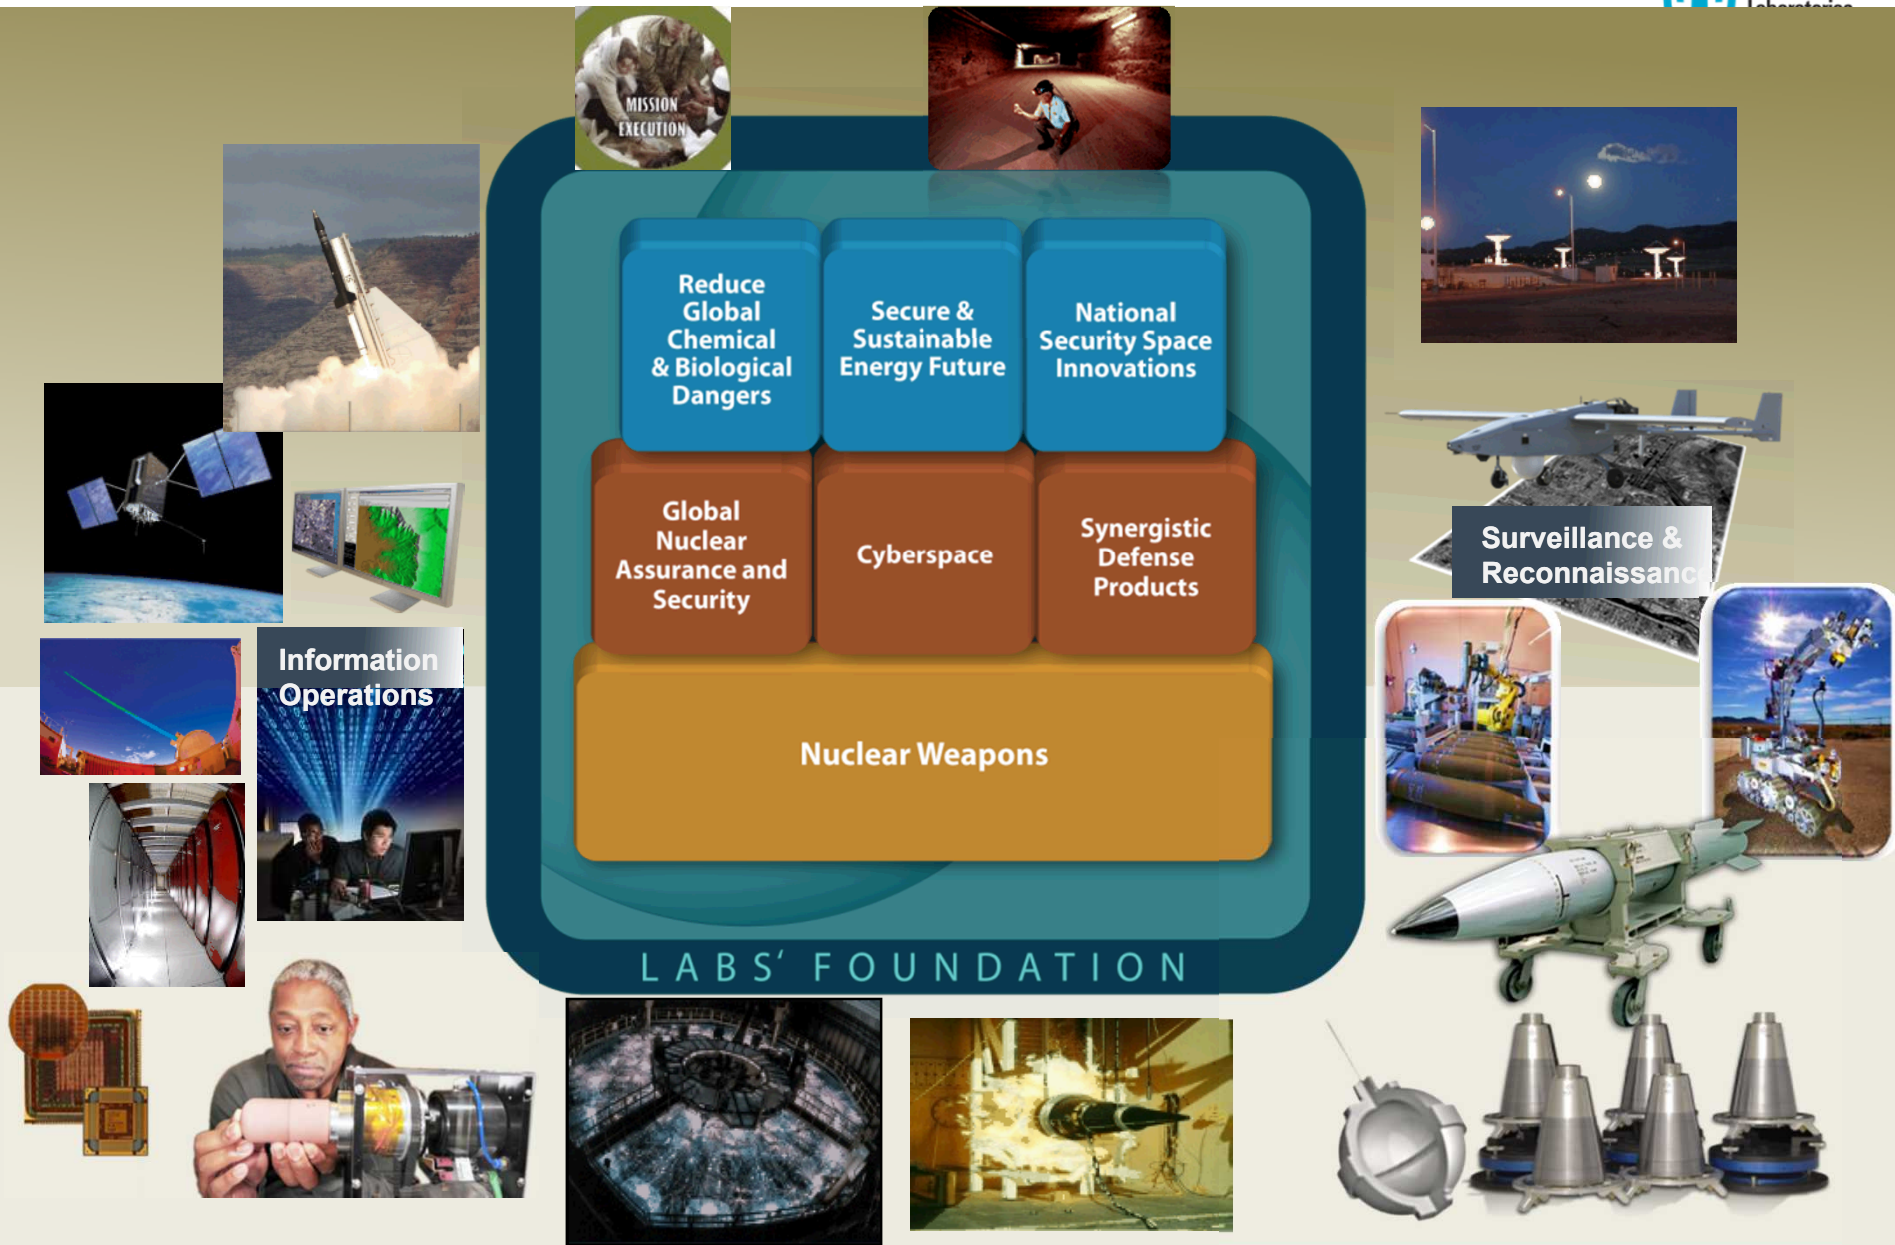 Laboratories
MISSION
EXECUTION
Reduce
Global
Chemical
& Biological
Dangers
Secure &
Sustainable
Energy Future
National
Security Space
Innovations
Global
Nuclear
Assurance and
Security
Cyberspace
Synergistic
Defense
Products
Nuclear Weapons
LABS' FOUNDATION
Information
Operations
Surveillance &
Reconnaissance